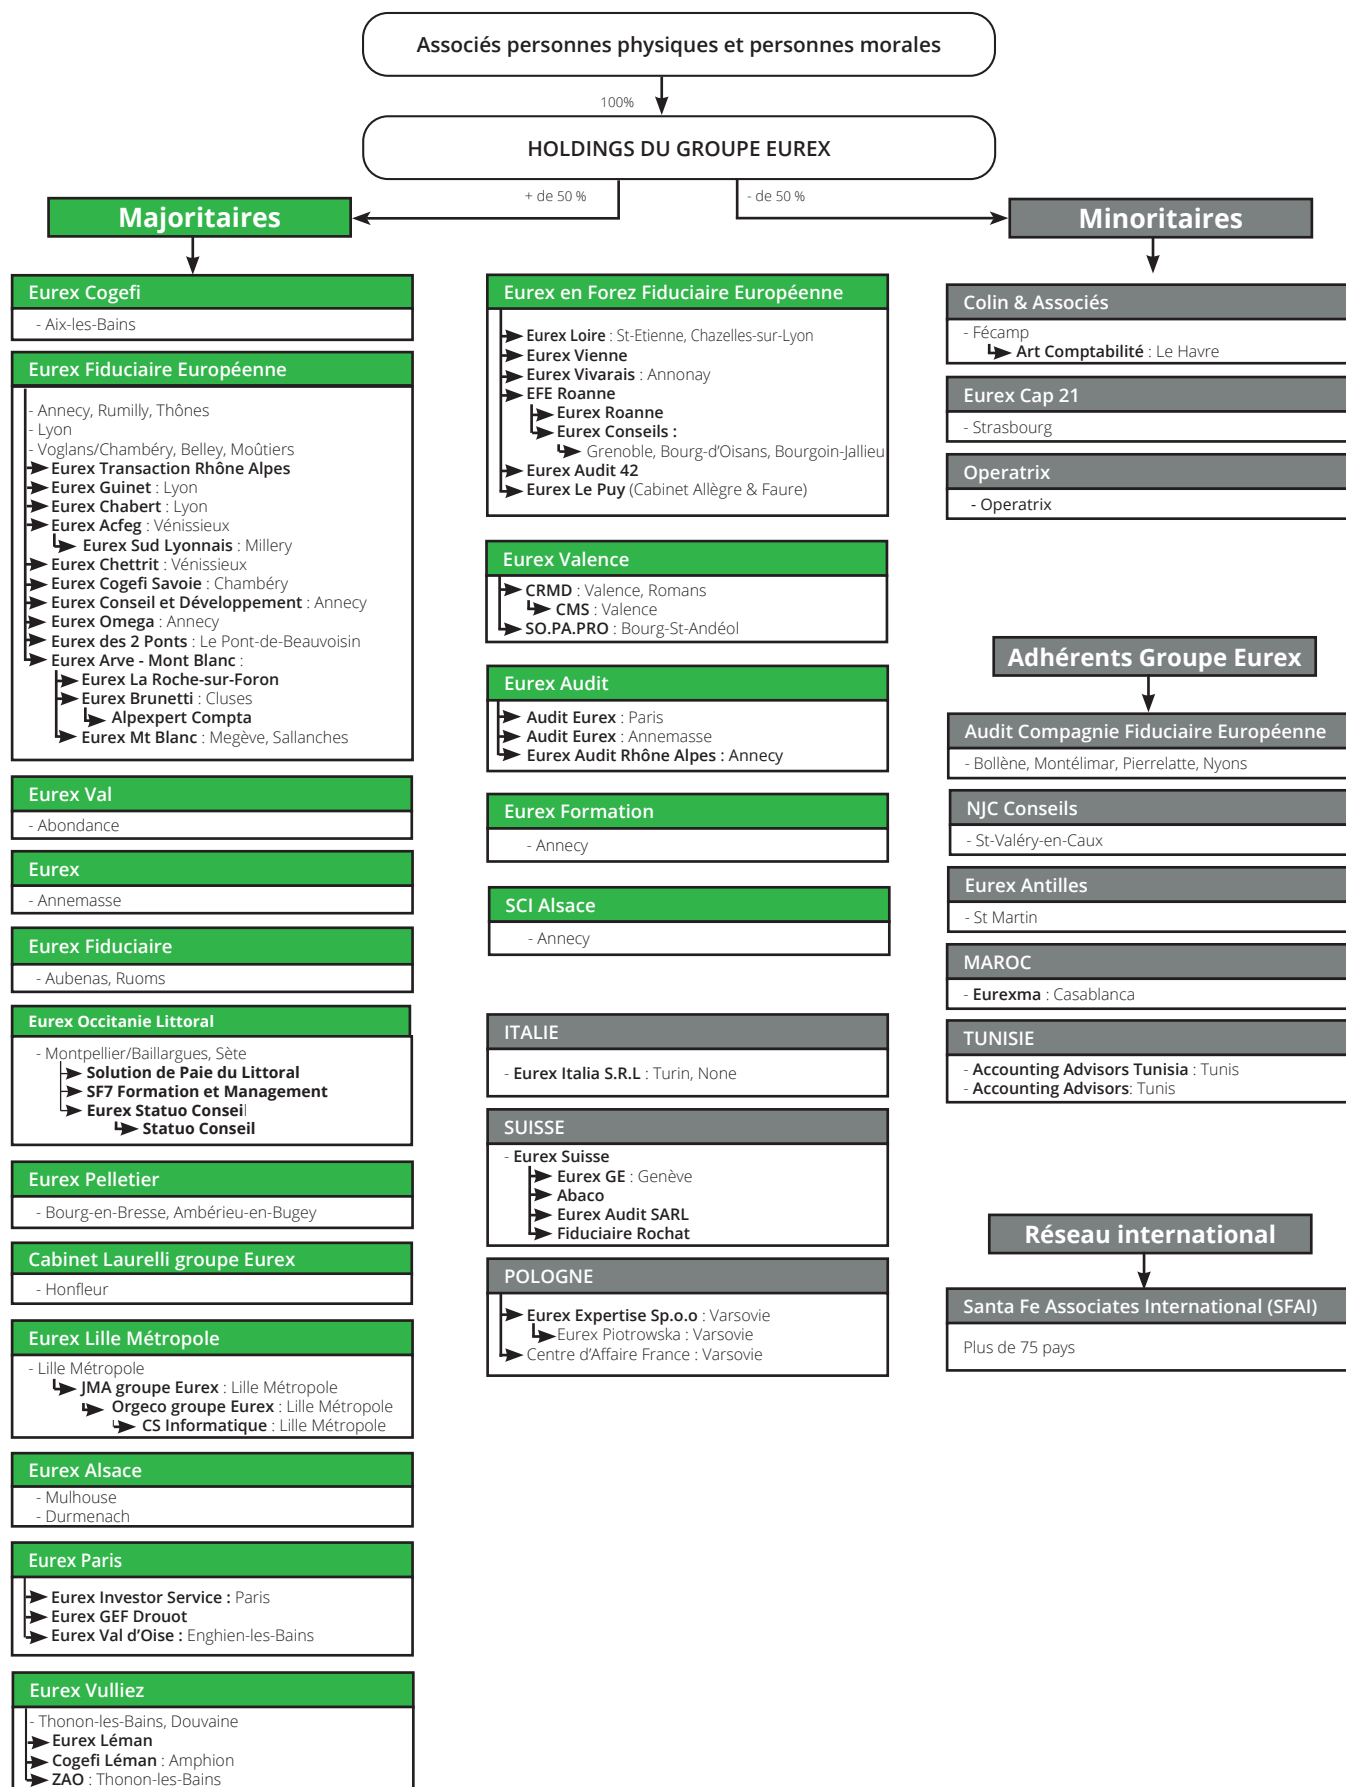 Associés personnes physiques et personnes morales
100%
HOLDINGS DU GROUPE EUREX
+ de 50 %
- de 50 %
Majoritaires
Minoritaires
Eurex Cogefi
- Aix-les-Bains
Eurex Fiduciaire Européenne
- Annecy, Rumilly, Thônes
- Lyon
- Voglans/Chambéry, Belley, Moûtiers
Eurex Transaction Rhône Alpes
Eurex Guinet : Lyon
Eurex Chabert : Lyon
Eurex Acfeg : Vénissieux
Eurex Sud Lyonnais : Millery
Eurex Chettrit : Vénissieux
Eurex Cogefi Savoie : Chambéry
Eurex Conseil et Développement : Annecy
Eurex Omega : Annecy
Eurex des 2 Ponts : Le Pont-de-Beauvoisin
Eurex Arve - Mont Blanc :
Eurex La Roche-sur-Foron
Eurex Brunetti : Cluses
Alpexpert Compta
Eurex Mt Blanc : Megève, Sallanches
Eurex Val
- Abondance
Eurex
- Annemasse
Eurex Fiduciaire
- Aubenas, Ruoms
Eurex Occitanie Littoral
- Montpellier/Baillargues, Sète
Solution de Paie du Littoral
SF7 Formation et Management
Eurex Statuo Conseil
Statuo Conseil
Eurex Pelletier
- Bourg-en-Bresse, Ambérieu-en-Bugey
Cabinet Laurelli groupe Eurex
- Honfleur
Eurex Lille Métropole
- Lille Métropole
JMA groupe Eurex : Lille Métropole
Orgeco groupe Eurex : Lille Métropole
CS Informatique : Lille Métropole
Eurex Alsace
- Mulhouse
- Durmenach
Eurex Paris
Eurex Investor Service : Paris
Eurex GEF Drouot
Eurex Val d'Oise : Enghien-les-Bains
Eurex Vulliez
- Thonon-les-Bains, Douvaine
Eurex Léman
Cogefi Léman : Amphion
ZAO : Thonon-les-Bains
Eurex en Forez Fiduciaire Européenne
Eurex Loire : St-Etienne, Chazelles-sur-Lyon
Eurex Vienne
Eurex Vivarais : Annonay
EFE Roanne
Eurex Roanne
Eurex Conseils :
Grenoble, Bourg-d'Oisans, Bourgoin-Jallieu
Eurex Audit 42
Eurex Le Puy (Cabinet Allègre & Faure)
Eurex Valence
CRMD : Valence, Romans
CMS : Valence
SO.PA.PRO : Bourg-St-Andéol
Eurex Audit
Audit Eurex : Paris
Audit Eurex : Annemasse
Eurex Audit Rhône Alpes : Annecy
Eurex Formation
- Annecy
SCI Alsace
- Annecy
ITALIE
- Eurex Italia S.R.L : Turin, None
SUISSE
- Eurex Suisse
Eurex GE : Genève
Abaco
Eurex Audit SARL
Fiduciaire Rochat
POLOGNE
Eurex Expertise Sp.o.o : Varsovie
Eurex Piotrowska : Varsovie
Centre d'Affaire France : Varsovie
Colin & Associés
- Fécamp
Art Comptabilité : Le Havre
Eurex Cap 21
- Strasbourg
Operatrix
- Operatrix
Adhérents Groupe Eurex
Audit Compagnie Fiduciaire Européenne
- Bollène, Montélimar, Pierrelatte, Nyons
NJC Conseils
- St-Valéry-en-Caux
Eurex Antilles
- St Martin
MAROC
- Eurexma : Casablanca
TUNISIE
- Accounting Advisors Tunisia : Tunis
- Accounting Advisors: Tunis
Réseau international
Santa Fe Associates International (SFAI)
Plus de 75 pays